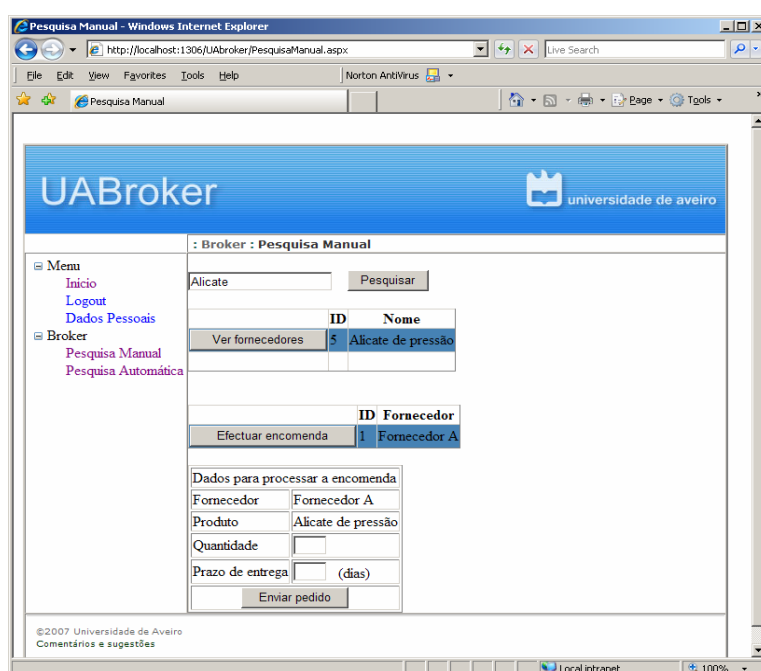 Pesquisa Manual - Windows Internet Explorer
http://localhost:1306/UAbroker/PesquisaManual.aspx
Live Search
File Edit View Favorites Tools Help
Norton AntiVirus
Pesquisa Manual
Page
Tools
UABroker
universidade de aveiro
: Broker : Pesquisa Manual
Menu
Inicio
Logout
Dados Pessoais
Broker
Pesquisa Manual
Pesquisa Automática
Alicate
Pesquisar
ID Nome
Ver fornecedores 5 Alicate de pressão
ID Fornecedor
Efectuar encomenda 1 Fornecedor A
Dados para processar a encomenda
Fornecedor Fornecedor A
Produto Alicate de pressão
Quantidade
Prazo de entrega (dias)
Enviar pedido
©2007 Universidade de Aveiro
Comentários e sugestões
Local intranet
100%